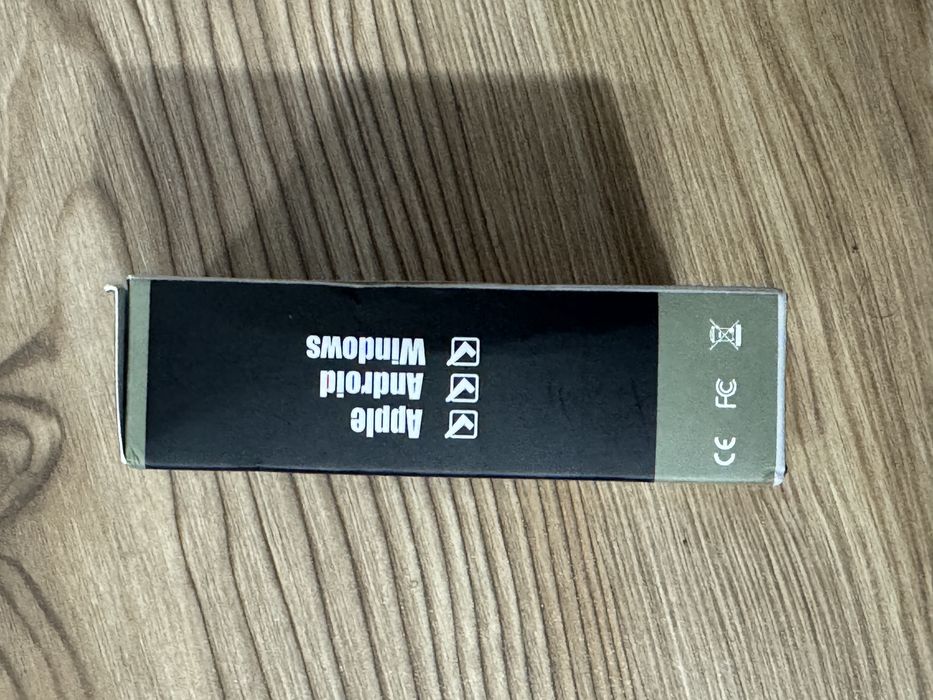 Apple
Android
Windows
CE FC